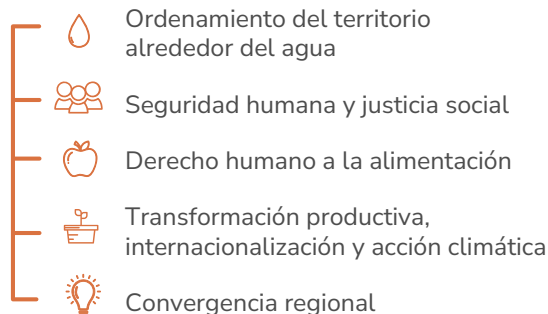 Ordenamiento del territorio
alrededor del agua
Seguridad humana y justicia social
Derecho humano a la alimentación
Transformación productiva,
internacionalización y acción climática
Convergencia regional